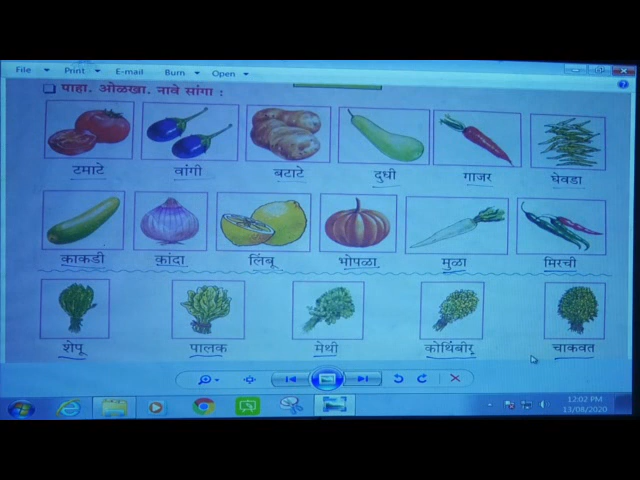 File Print E-mail Burn Open
❑ पाहा. ओळखा. नावे सांगा :
टमाटे वांगी बटाटे दुधी गाजर घेवडा
काकडी कांदा लिंबू भोपळा मुळा मिरची
शेपू पालक मेथी कोथिंबीर चाकवत
12:02 PM
13/08/2020